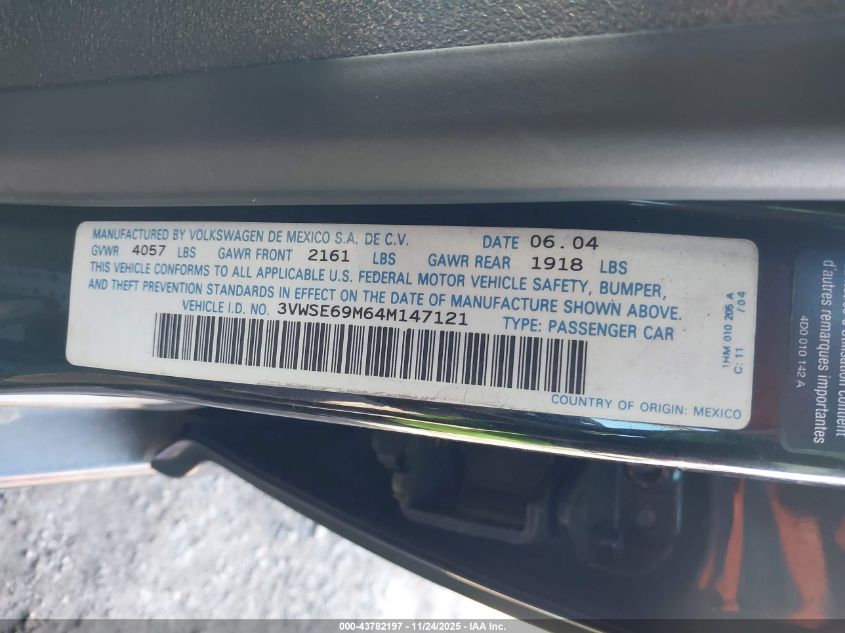 MANUFACTURED BY VOLKSWAGEN DE MEXICO S.A. DE C.V. DATE 06.04
GVWR 4057 LBS GAWR FRONT 2161 LBS GAWR REAR 1918 LBS
THIS VEHICLE CONFORMS TO ALL APPLICABLE U.S. FEDERAL MOTOR VEHICLE SAFETY, BUMPER,
AND THEFT PREVENTION STANDARDS IN EFFECT ON THE DATE OF MANUFACTURE SHOWN ABOVE.
VEHICLE I.D. NO. 3VWSE69M64M147121 TYPE: PASSENGER CAR
COUNTRY OF ORIGIN: MEXICO
1HM 010 205 A
C: 11 / 04
contient
d'autres remarques
importantes
4D0 010 142 A
000-43782197 - 11/24/2025 - IAA Inc.